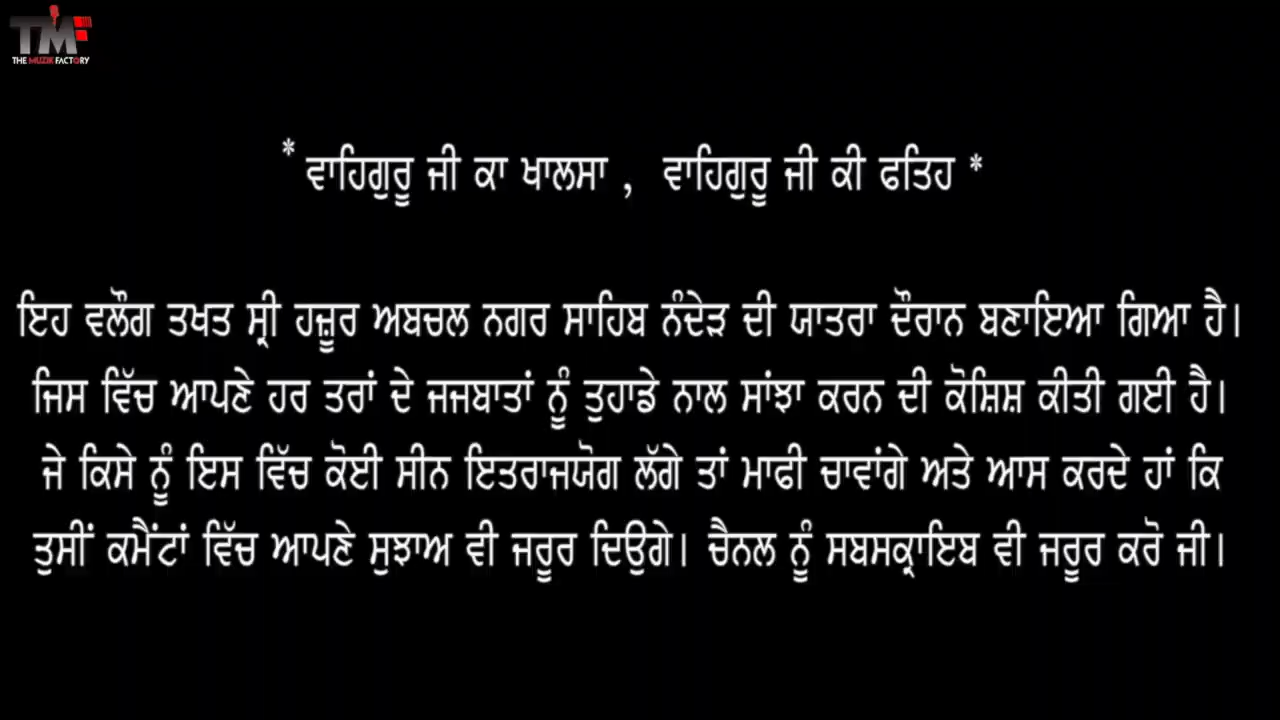 TMF
THE MUZIK FACTORY
* ਵਾਹਿਗੁਰੂ ਜੀ ਕਾ ਖਾਲਸਾ , ਵਾਹਿਗੁਰੂ ਜੀ ਕੀ ਫਤਿਹ *
ਇਹ ਵਲੌਗ ਤਖਤ ਸ੍ਰੀ ਹਜ਼ੂਰ ਅਬਚਲ ਨਗਰ ਸਾਹਿਬ ਨੰਦੇੜ ਦੀ ਯਾਤਰਾ ਦੌਰਾਨ ਬਣਾਇਆ ਗਿਆ ਹੈ।
ਜਿਸ ਵਿੱਚ ਆਪਣੇ ਹਰ ਤਰਾਂ ਦੇ ਜਜਬਾਤਾਂ ਨੂੰ ਤੁਹਾਡੇ ਨਾਲ ਸਾਂਝਾ ਕਰਨ ਦੀ ਕੋਸ਼ਿਸ਼ ਕੀਤੀ ਗਈ ਹੈ।
ਜੇ ਕਿਸੇ ਨੂੰ ਇਸ ਵਿੱਚ ਕੋਈ ਸੀਨ ਇਤਰਾਜਯੋਗ ਲੱਗੇ ਤਾਂ ਮਾਫੀ ਚਾਵਾਂਗੇ ਅਤੇ ਆਸ ਕਰਦੇ ਹਾਂ ਕਿ
ਤੁਸੀਂ ਕਮੈਂਟਾਂ ਵਿੱਚ ਆਪਣੇ ਸੁਝਾਅ ਵੀ ਜਰੂਰ ਦਿਉਗੇ। ਚੈਨਲ ਨੂੰ ਸਬਸਕ੍ਰਾਇਬ ਵੀ ਜਰੂਰ ਕਰੋ ਜੀ।